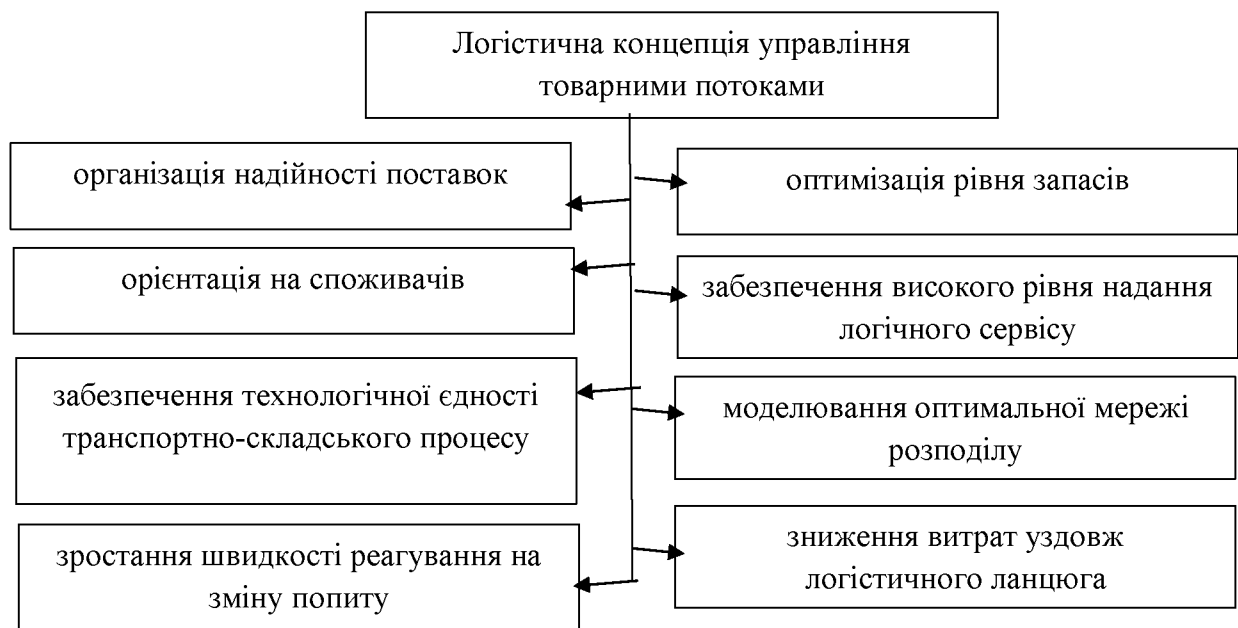 Логістична концепція управління
товарними потоками
організація надійності поставок
оптимізація рівня запасів
орієнтація на споживачів
забезпечення високого рівня надання
логічного сервісу
забезпечення технологічної єдності
транспортно-складського процесу
моделювання оптимальної мережі
розподілу
зростання швидкості реагування на
зміну попиту
зниження витрат уздовж
логістичного ланцюга